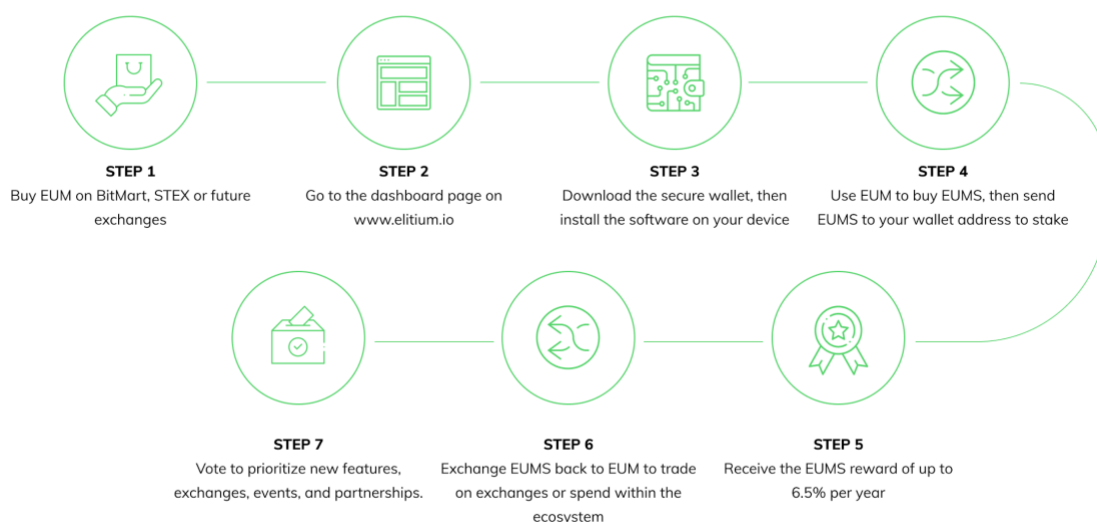 STEP 1
Buy EUM on BitMart, STEX or future
exchanges
STEP 2
Go to the dashboard page on
www.elitium.io
STEP 3
Download the secure wallet, then
install the software on your device
STEP 4
Use EUM to buy EUMS, then send
EUMS to your wallet address to stake
STEP 5
Receive the EUMS reward of up to
6.5% per year
STEP 6
Exchange EUMS back to EUM to trade
on exchanges or spend within the
ecosystem
STEP 7
Vote to prioritize new features,
exchanges, events, and partnerships.